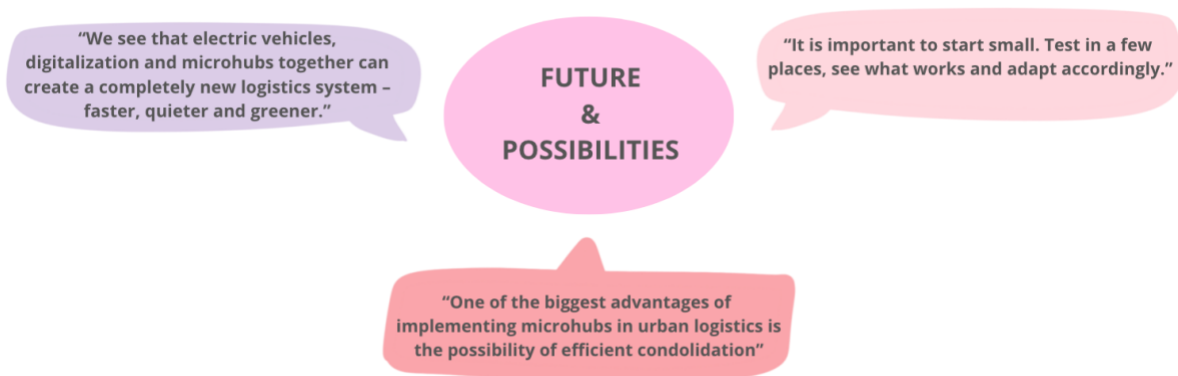 “We see that electric vehicles,
digitalization and microhubs together can
create a completely new logistics system –
faster, quieter and greener.”
FUTURE
&
POSSIBILITIES
“It is important to start small. Test in a few
places, see what works and adapt accordingly.”
“One of the biggest advantages of
implementing microhubs in urban logistics is
the possibility of efficient condolidation”